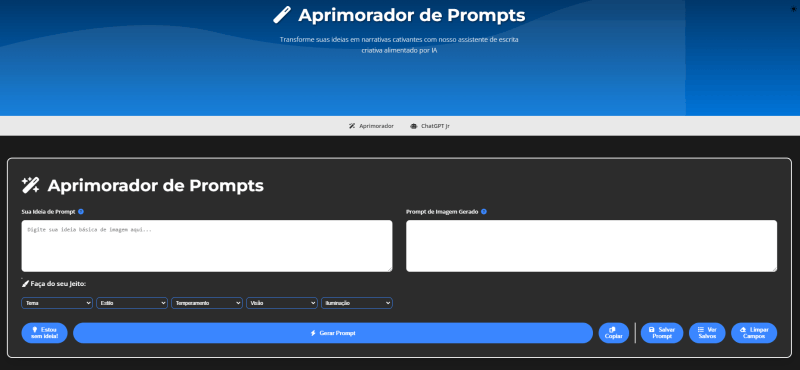 Aprimorador de Prompts
Transforme suas ideias em narrativas cativantes com nosso assistente de escrita
criativa alimentado por IA
Aprimorador
ChatGPT Jr
Aprimorador de Prompts
Sua Ideia de Prompt
Prompt de Imagem Gerado
Digite sua ideia básica de imagem aqui...
Faça do seu Jeito:
Tema
Estilo
Temperamento
Visão
Iluminação
Estou
sem ideia!
Gerar Prompt
Copiar
Salvar
Prompt
Ver
Salvos
Limpar
Campos